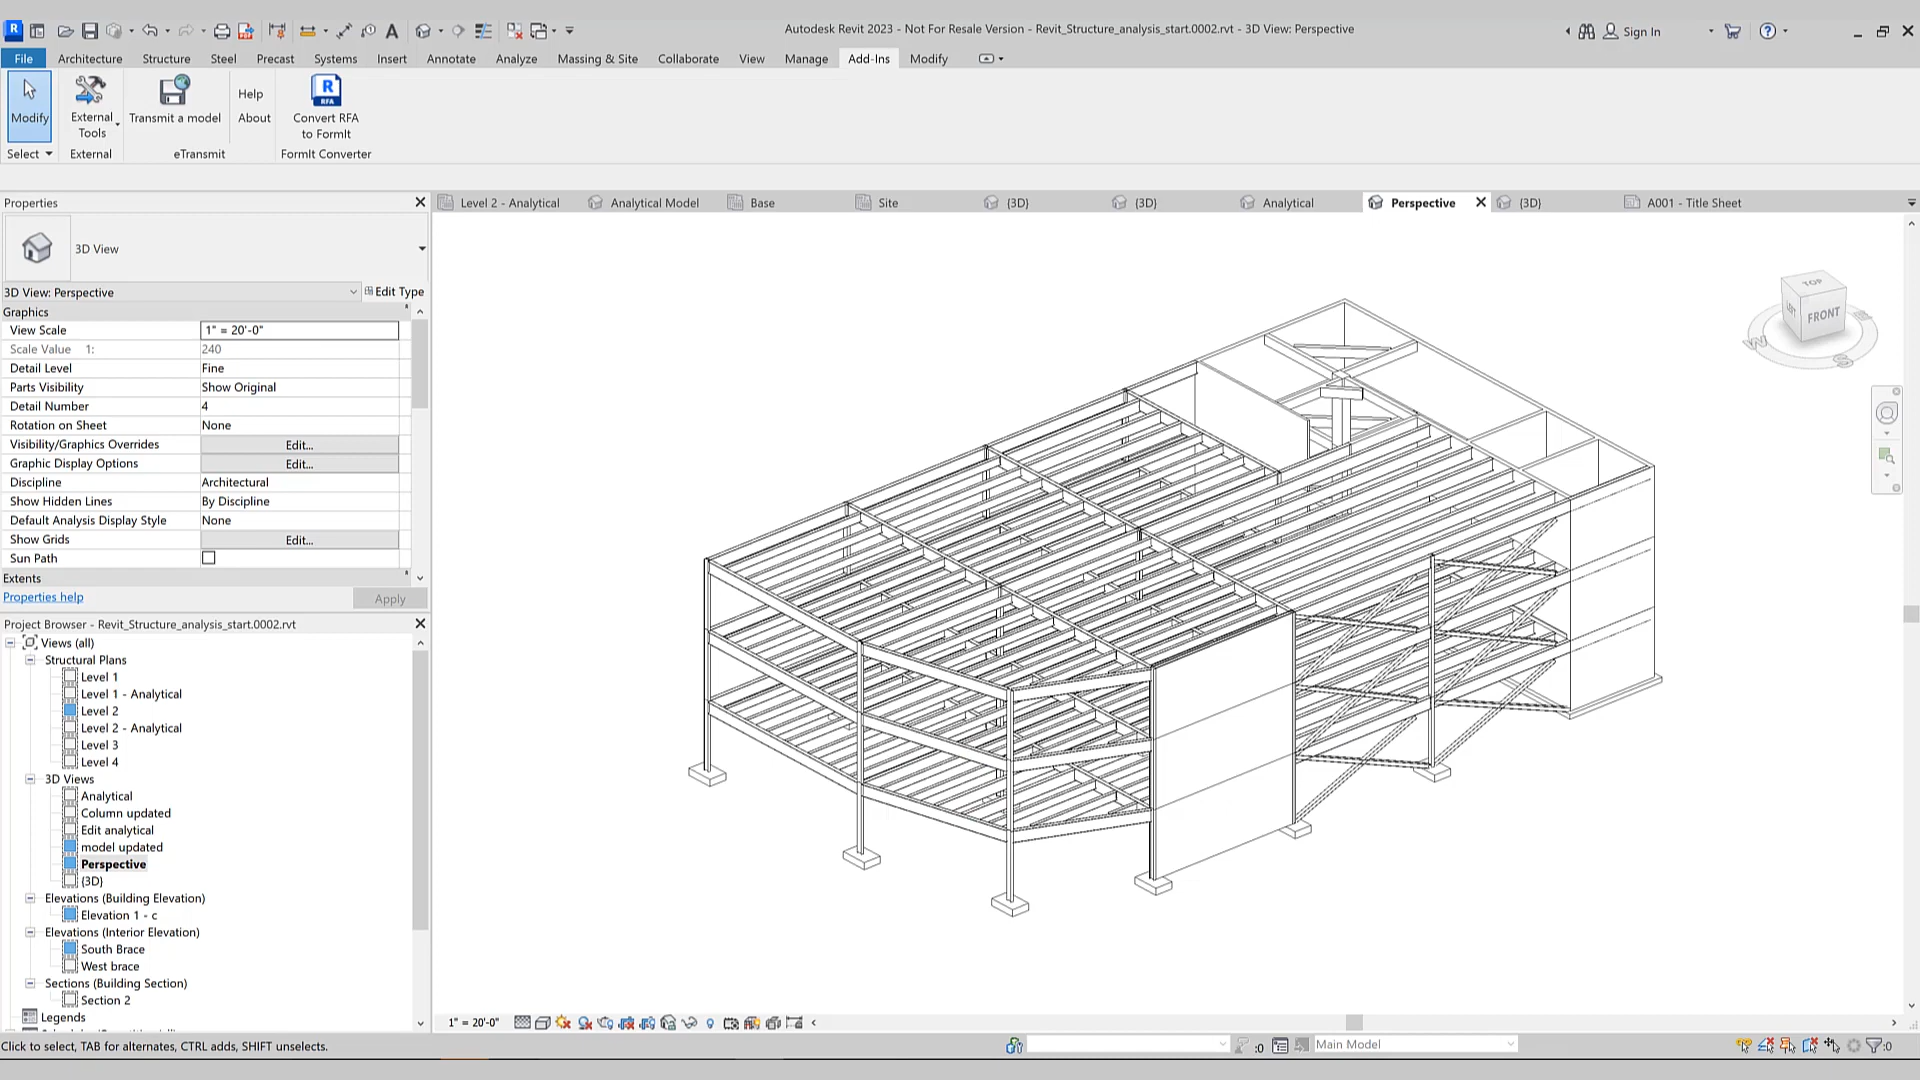 Autodesk Revit 2023 - Not For Resale Version - Revit_Structure_analysis_start.0002.rvt - 3D View: Perspective
Sign In
File
Architecture
Structure
Steel
Precast
Systems
Insert
Annotate
Analyze
Massing & Site
Collaborate
View
Manage
Add-Ins
Modify
Modify
External Tools
Transmit a model
Help
About
Convert RFA
to FormIt
Select
External
eTransmit
FormIt Converter
Properties
Level 2 - Analytical
Analytical Model
Base
Site
{3D}
{3D}
Analytical
Perspective
{3D}
A001 - Title Sheet
3D View
3D View: Perspective
Edit Type
Graphics
View Scale 1" = 20'-0"
Scale Value 1: 240
Detail Level Fine
Parts Visibility Show Original
Detail Number 4
Rotation on Sheet None
Visibility/Graphics Overrides Edit...
Graphic Display Options Edit...
Discipline Architectural
Show Hidden Lines By Discipline
Default Analysis Display Style None
Show Grids Edit...
Sun Path
Extents
Properties help
Apply
Project Browser - Revit_Structure_analysis_start.0002.rvt
Views (all)
Structural Plans
Level 1
Level 1 - Analytical
Level 2
Level 2 - Analytical
Level 3
Level 4
3D Views
Analytical
Column updated
Edit analytical
model updated
Perspective
{3D}
Elevations (Building Elevation)
Elevation 1 - c
Elevations (Interior Elevation)
South Brace
West brace
Sections (Building Section)
Section 2
Legends
TOP
LEFT
FRONT
W
S
1" = 20'-0"
Click to select, TAB for alternates, CTRL adds, SHIFT unselects.
:0
Main Model
:0